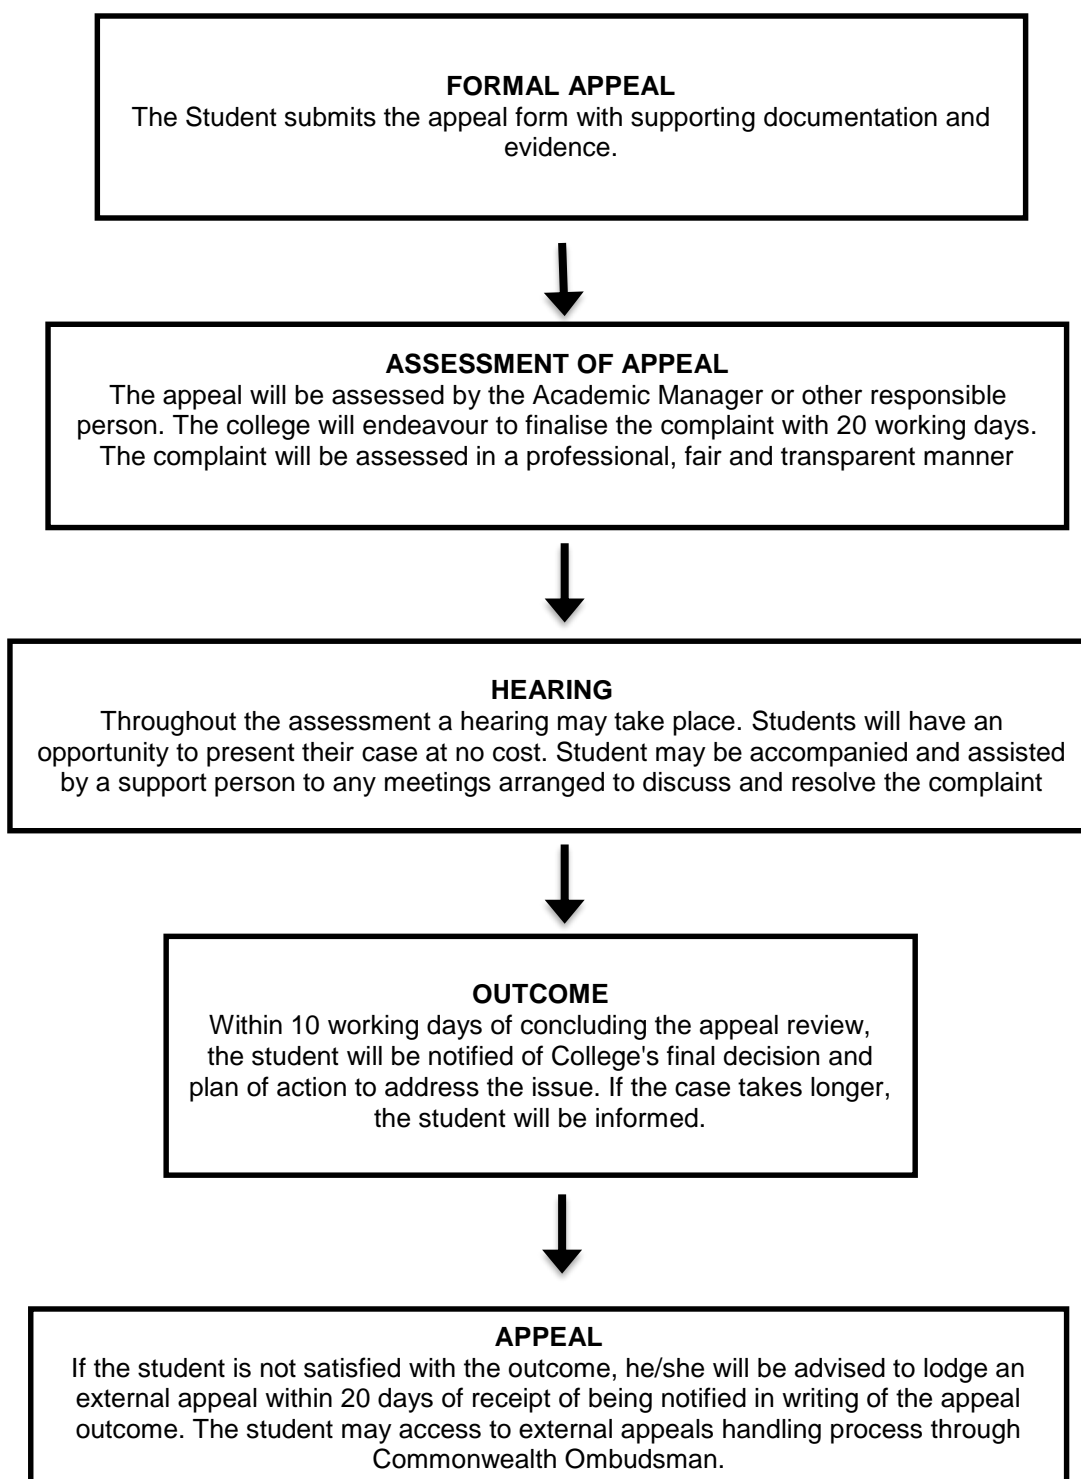 FORMAL APPEAL
The Student submits the appeal form with supporting documentation and
evidence.
ASSESSMENT OF APPEAL
The appeal will be assessed by the Academic Manager or other responsible
person. The college will endeavour to finalise the complaint with 20 working days.
The complaint will be assessed in a professional, fair and transparent manner
HEARING
Throughout the assessment a hearing may take place. Students will have an
opportunity to present their case at no cost. Student may be accompanied and assisted
by a support person to any meetings arranged to discuss and resolve the complaint
OUTCOME
Within 10 working days of concluding the appeal review,
the student will be notified of College's final decision and
plan of action to address the issue. If the case takes longer,
the student will be informed.
APPEAL
If the student is not satisfied with the outcome, he/she will be advised to lodge an
external appeal within 20 days of receipt of being notified in writing of the appeal
outcome. The student may access to external appeals handling process through
Commonwealth Ombudsman.